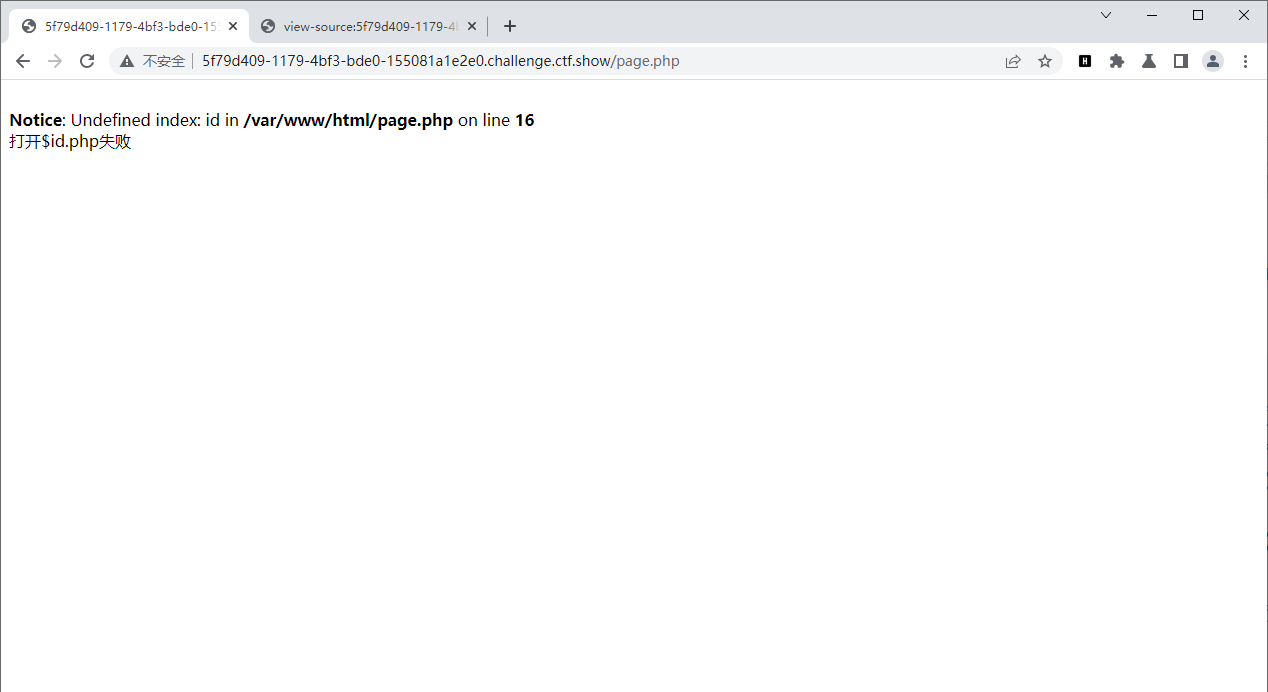 5f79d409-1179-4bf3-bde0-155
view-source:5f79d409-1179-4b
不安全
5f79d409-1179-4bf3-bde0-155081a1e2e0.challenge.ctf.show/page.php
Notice: Undefined index: id in /var/www/html/page.php on line 16
打开$id.php失败